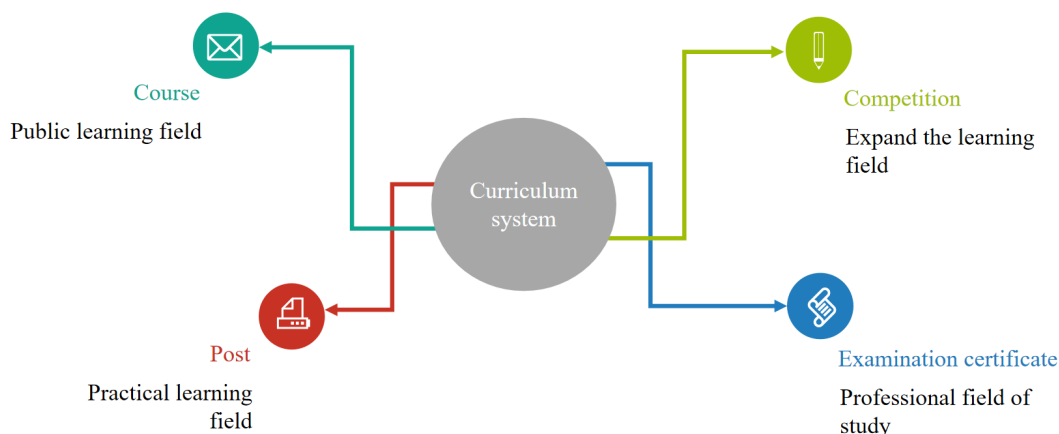 Course
Public learning field
Competition
Expand the learning
field
Curriculum
system
Post
Practical learning
field
Examination certificate
Professional field of
study